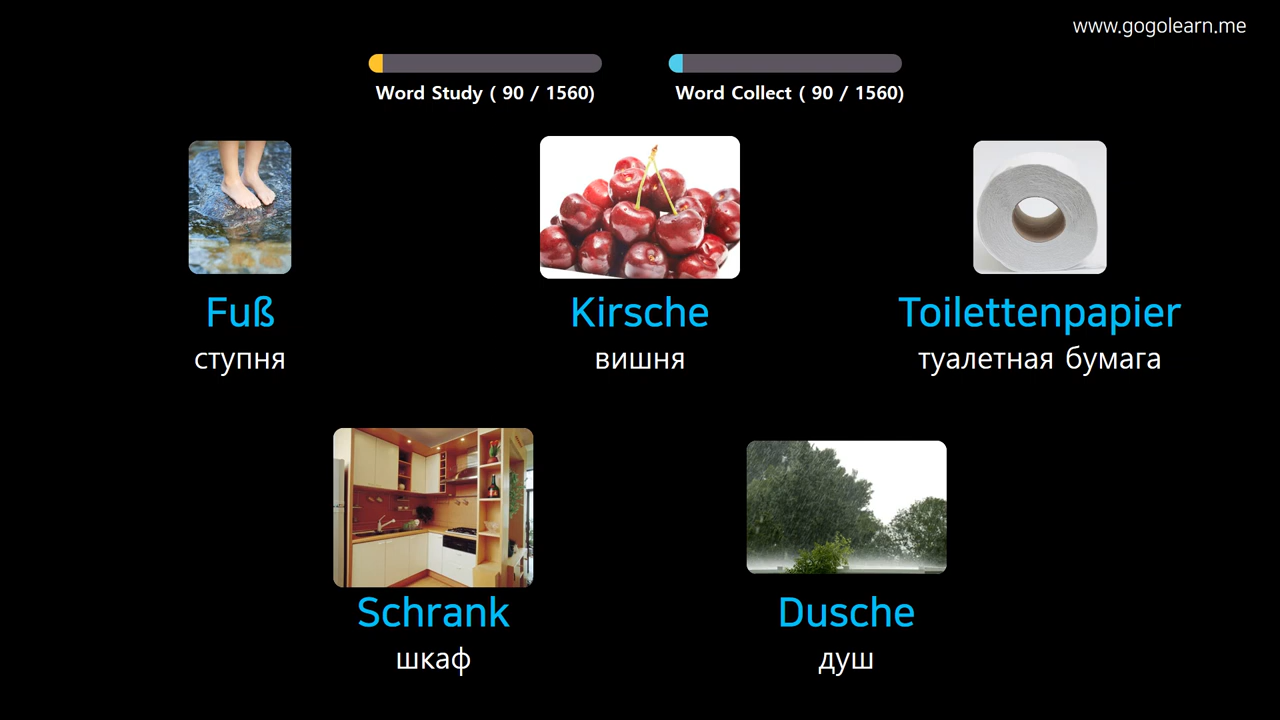 www.gogolearn.me
Word Study ( 90 / 1560)
Word Collect ( 90 / 1560)
Fuß
ступня
Kirsche
вишня
Toilettenpapier
туалетная бумага
Schrank
шкаф
Dusche
душ